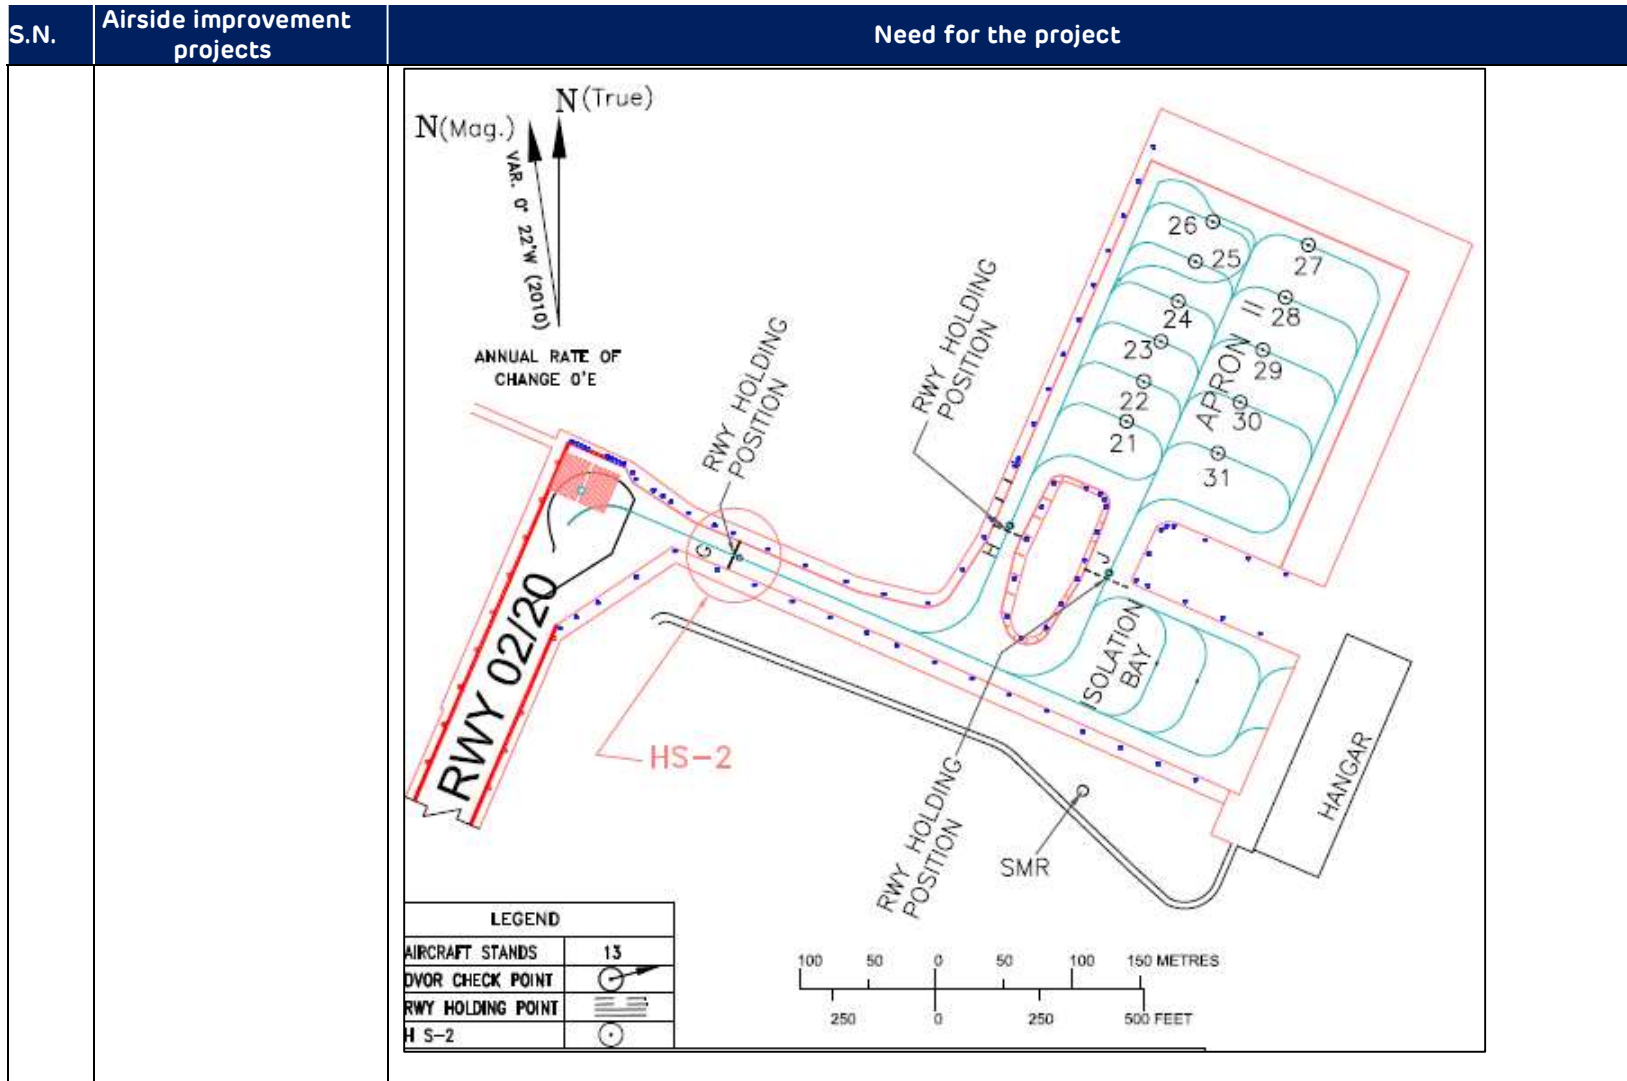 S.N.
Airside improvement
projects
Need for the project
N(True)
N(Mag.)
VAR. 0° 22'W (2010)
ANNUAL RATE OF
CHANGE 0'E
RWY HOLDING
POSITION
RWY HOLDING
POSITION
26
25
24
23
22
21
APRON II
27
28
29
30
31
G
H
J
RWY 02/20
HS-2
ISOLATION
BAY
RWY HOLDING
POSITION
SMR
HANGAR
LEGEND
AIRCRAFT STANDS 13
DVOR CHECK POINT
RWY HOLDING POINT
H S-2
100 50 0 50 100 150 METRES
250 0 250 500 FEET